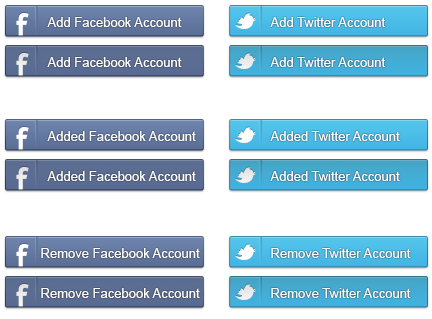 Add Facebook Account
Add Twitter Account
Add Facebook Account
Add Twitter Account
Added Facebook Account
Added Twitter Account
Added Facebook Account
Added Twitter Account
Remove Facebook Account
Remove Twitter Account
Remove Facebook Account
Remove Twitter Account